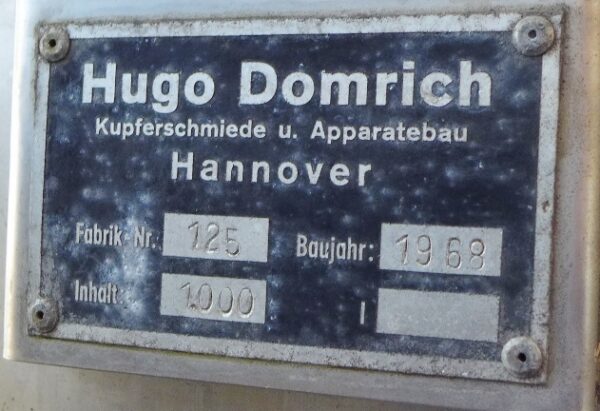 Hugo Domrich
Kupferschmiede u. Apparatebau
Hannover
Fabrik-Nr. 125 Baujahr: 1968
Inhalt: 1000 l